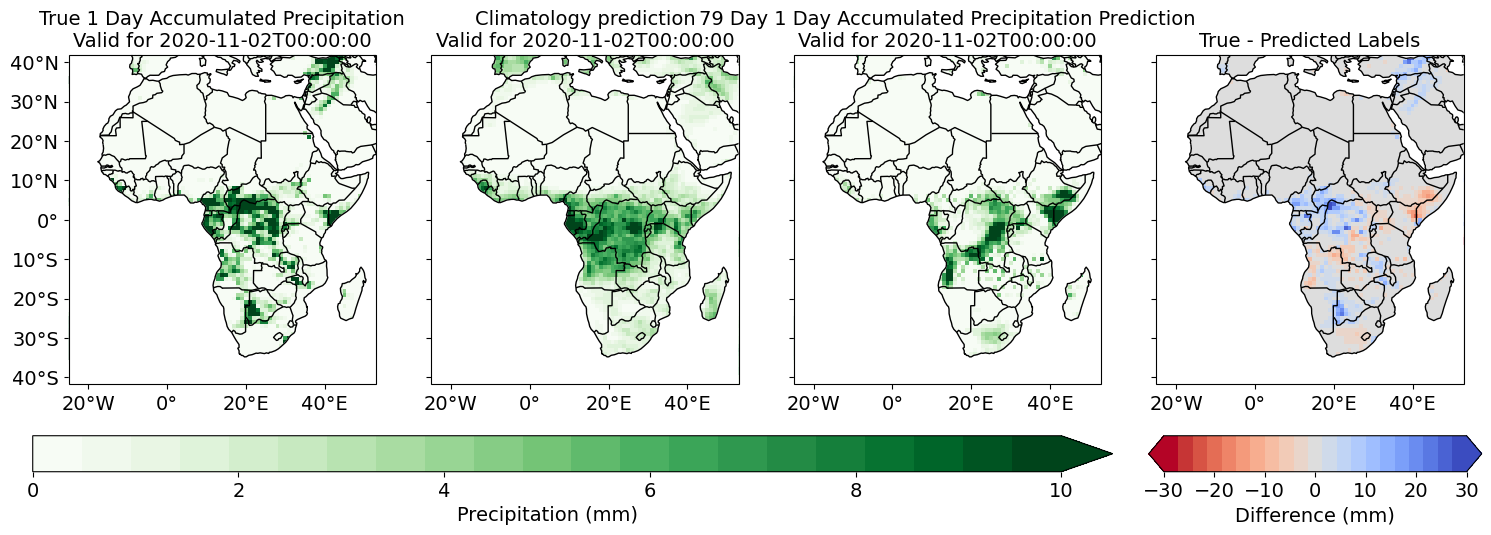 True 1 Day Accumulated Precipitation
Valid for 2020-11-02T00:00:00
Climatology prediction
Valid for 2020-11-02T00:00:00
79 Day 1 Day Accumulated Precipitation Prediction
Valid for 2020-11-02T00:00:00
True - Predicted Labels
40°N
30°N
20°N
10°N
0°
10°S
20°S
30°S
40°S
20°W 0° 20°E 40°E
20°W 0° 20°E 40°E
20°W 0° 20°E 40°E
20°W 0° 20°E 40°E
0 2 4 6 8 10
Precipitation (mm)
−30 −20 −10 0 10 20 30
Difference (mm)